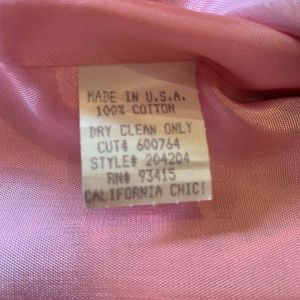 MADE IN U.S.A.
100% COTTON
DRY CLEAN ONLY
CUT# 600764
STYLE# 204204
RN# 93415
CALIFORNIA CHIC!